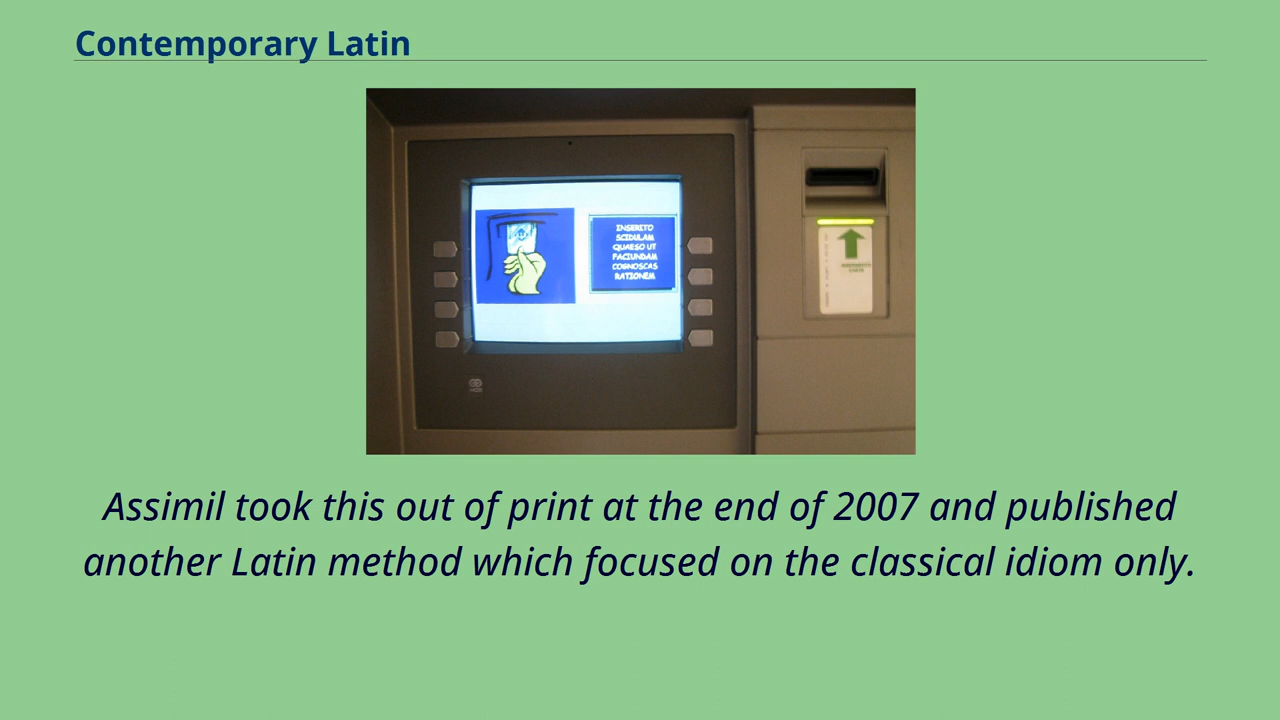 Contemporary Latin
INSERITO
SCIDULAM
QUAESO UT
FACIUNDAM
COGNOSCAS
RATIONEM
Assimil took this out of print at the end of 2007 and published
another Latin method which focused on the classical idiom only.